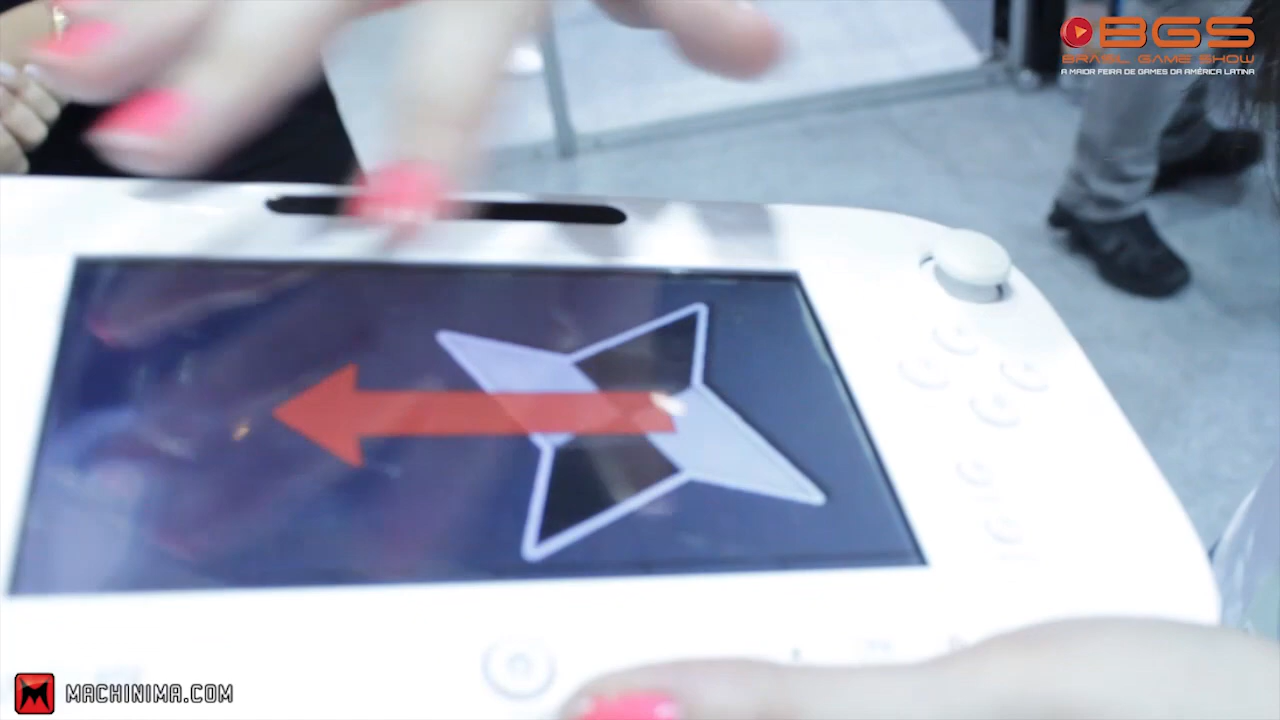 BGS
BRASIL GAME SHOW
A MAIOR FEIRA DE GAMES DA AMÉRICA LATINA
MACHINIMA.COM